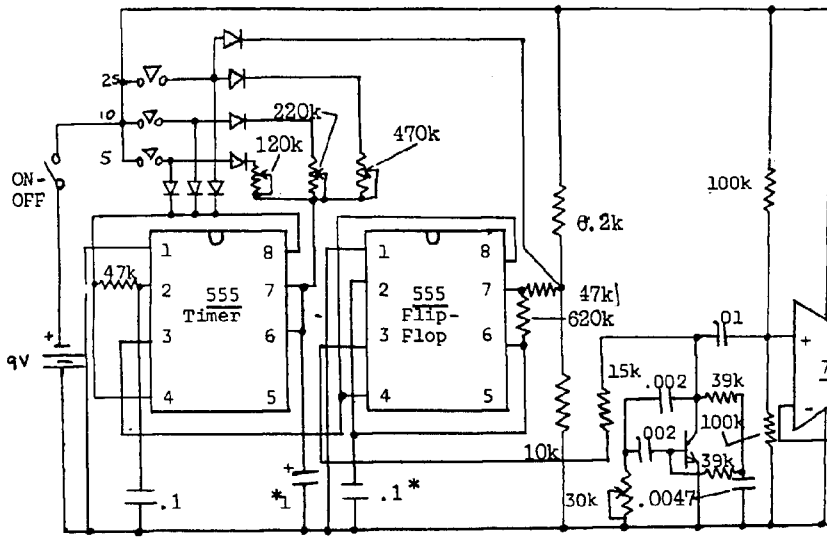 25
10
5
ON-
OFF
9V
+
220k
120k
470k
100k
8.2k
47k
1
2
3
4
8
7
6
5
555
Timer
1
2
3
4
8
7
6
5
555
Flip-
Flop
47k
620k
.01
15k
.002
39k
100k
.002
39k
10k
30k
.0047
.1
+
*1
.1*
+
-
7